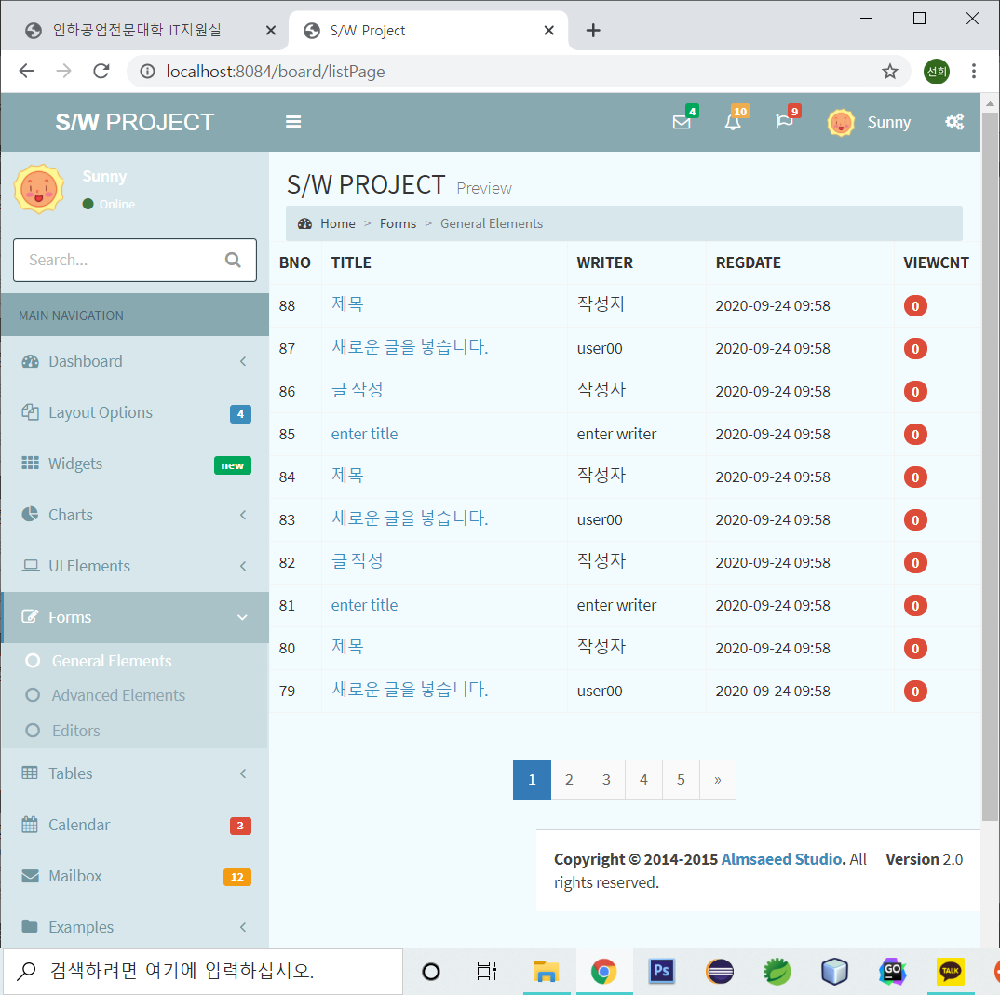 인하공업전문대학 IT지원실
S/W Project
localhost:8084/board/listPage
선희
S/W PROJECT
4
10
9
Sunny
Sunny
Online
Search...
MAIN NAVIGATION
Dashboard
Layout Options 4
Widgets new
Charts
UI Elements
Forms
General Elements
Advanced Elements
Editors
Tables
Calendar 3
Mailbox 12
Examples
S/W PROJECT Preview
Home > Forms > General Elements
BNO TITLE WRITER REGDATE VIEWCNT
88 제목 작성자 2020-09-24 09:58 0
87 새로운 글을 넣습니다. user00 2020-09-24 09:58 0
86 글 작성 작성자 2020-09-24 09:58 0
85 enter title enter writer 2020-09-24 09:58 0
84 제목 작성자 2020-09-24 09:58 0
83 새로운 글을 넣습니다. user00 2020-09-24 09:58 0
82 글 작성 작성자 2020-09-24 09:58 0
81 enter title enter writer 2020-09-24 09:58 0
80 제목 작성자 2020-09-24 09:58 0
79 새로운 글을 넣습니다. user00 2020-09-24 09:58 0
1 2 3 4 5 »
Copyright © 2014-2015 Almsaeed Studio. All Version 2.0
rights reserved.
검색하려면 여기에 입력하십시오.
Ps
GO
TALK